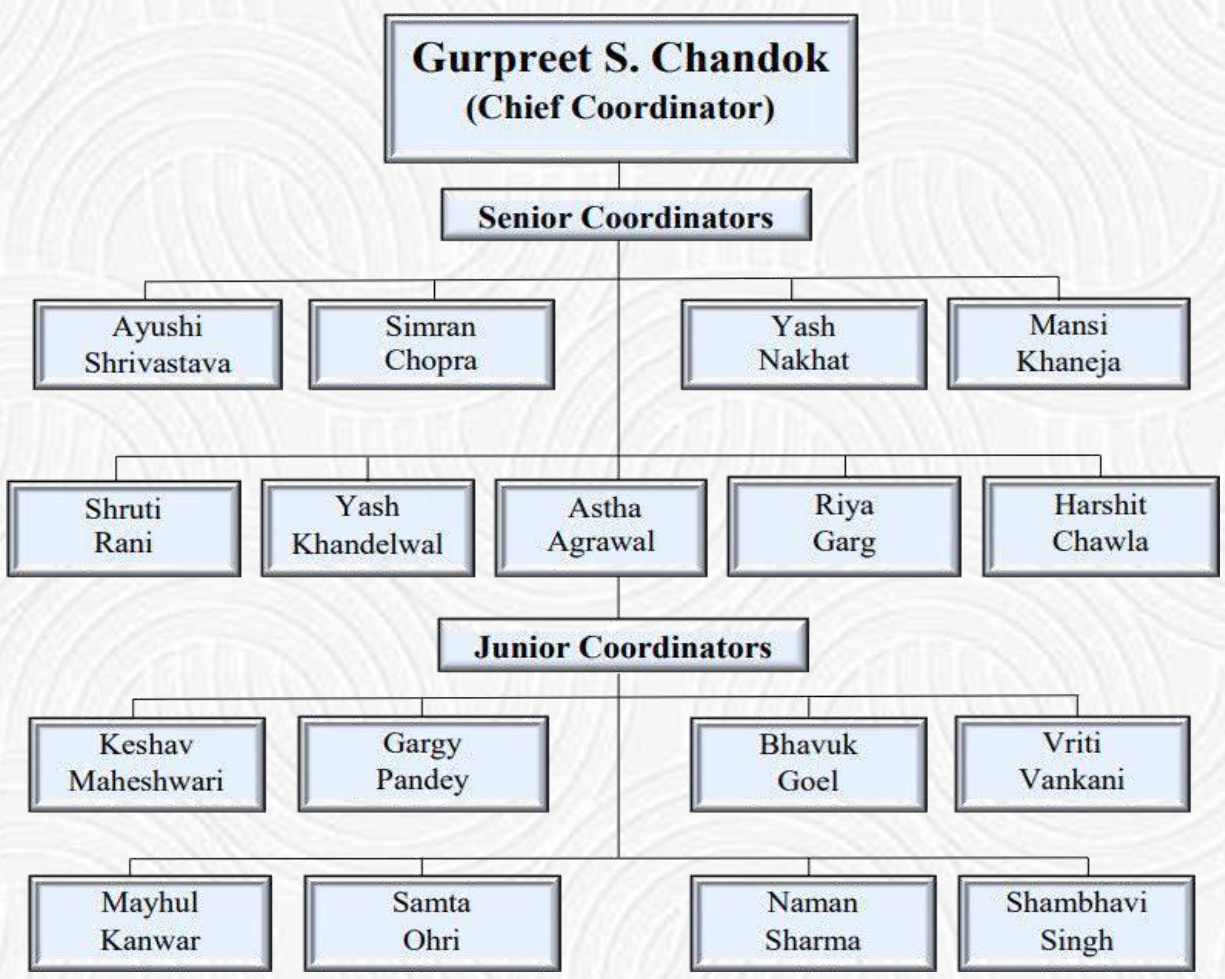 Gurpreet S. Chandok
(Chief Coordinator)
Senior Coordinators
Ayushi
Shrivastava
Simran
Chopra
Yash
Nakhat
Mansi
Khaneja
Shruti
Rani
Yash
Khandelwal
Astha
Agrawal
Riya
Garg
Harshit
Chawla
Junior Coordinators
Keshav
Maheshwari
Gargy
Pandey
Bhavuk
Goel
Vriti
Vankani
Mayhul
Kanwar
Samta
Ohri
Naman
Sharma
Shambhavi
Singh